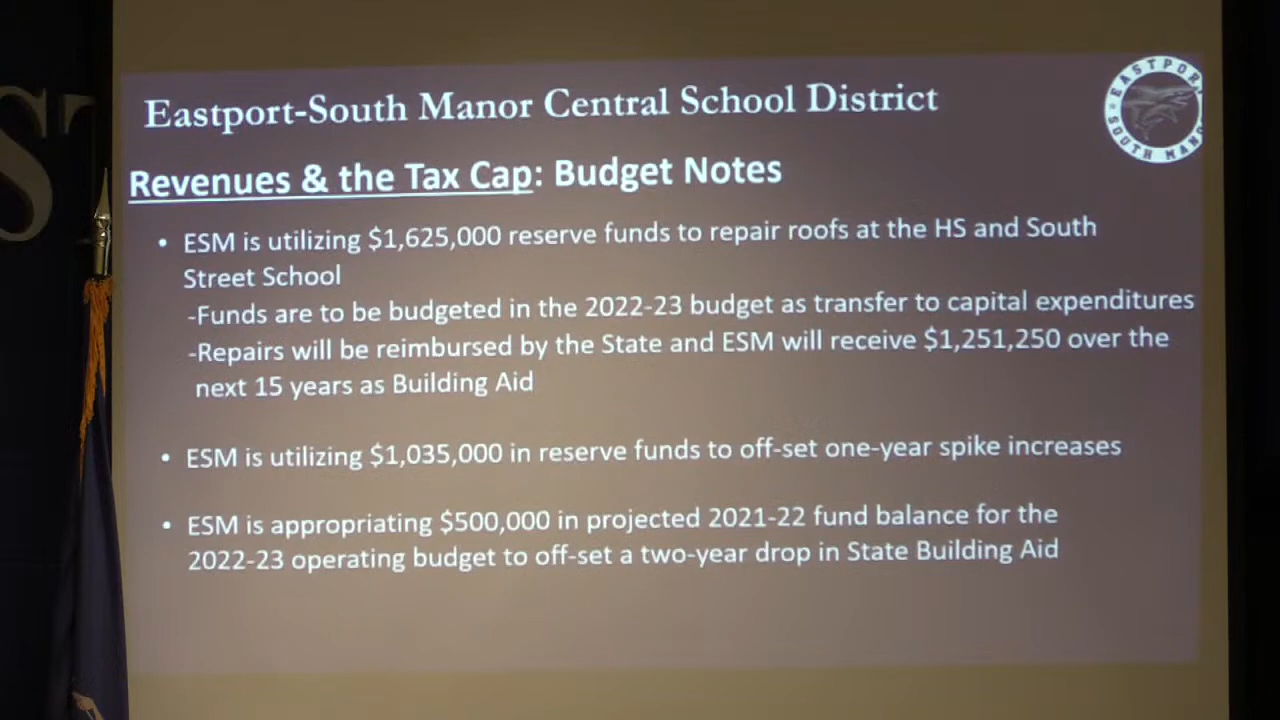 ST
Eastport-South Manor Central School District
EASTPOR
SOUTH MANO
Revenues & the Tax Cap: Budget Notes
• ESM is utilizing $1,625,000 reserve funds to repair roofs at the HS and South
Street School
-Funds are to be budgeted in the 2022-23 budget as transfer to capital expenditures
-Repairs will be reimbursed by the State and ESM will receive $1,251,250 over the
next 15 years as Building Aid
• ESM is utilizing $1,035,000 in reserve funds to off-set one-year spike increases
• ESM is appropriating $500,000 in projected 2021-22 fund balance for the
2022-23 operating budget to off-set a two-year drop in State Building Aid